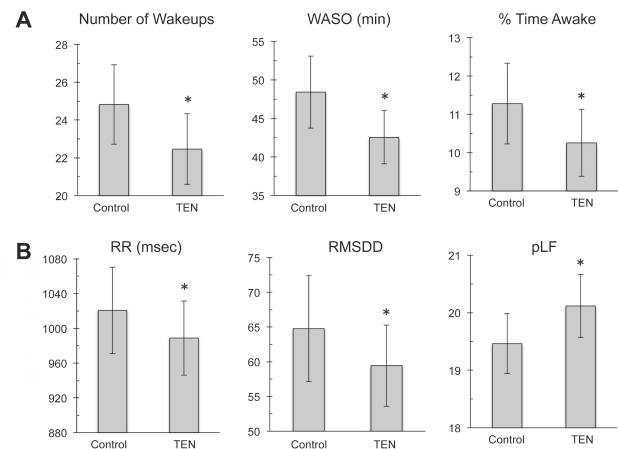 A
Number of Wakeups
WASO (min)
% Time Awake
28
26
24
22
20
*
Control
TEN
55
50
45
40
35
*
Control
TEN
13
12
11
10
9
*
Control
TEN
B
RR (msec)
RMSDD
pLF
1080
1040
1000
960
920
880
*
Control
TEN
75
70
65
60
55
50
*
Control
TEN
21
20
19
18
*
Control
TEN